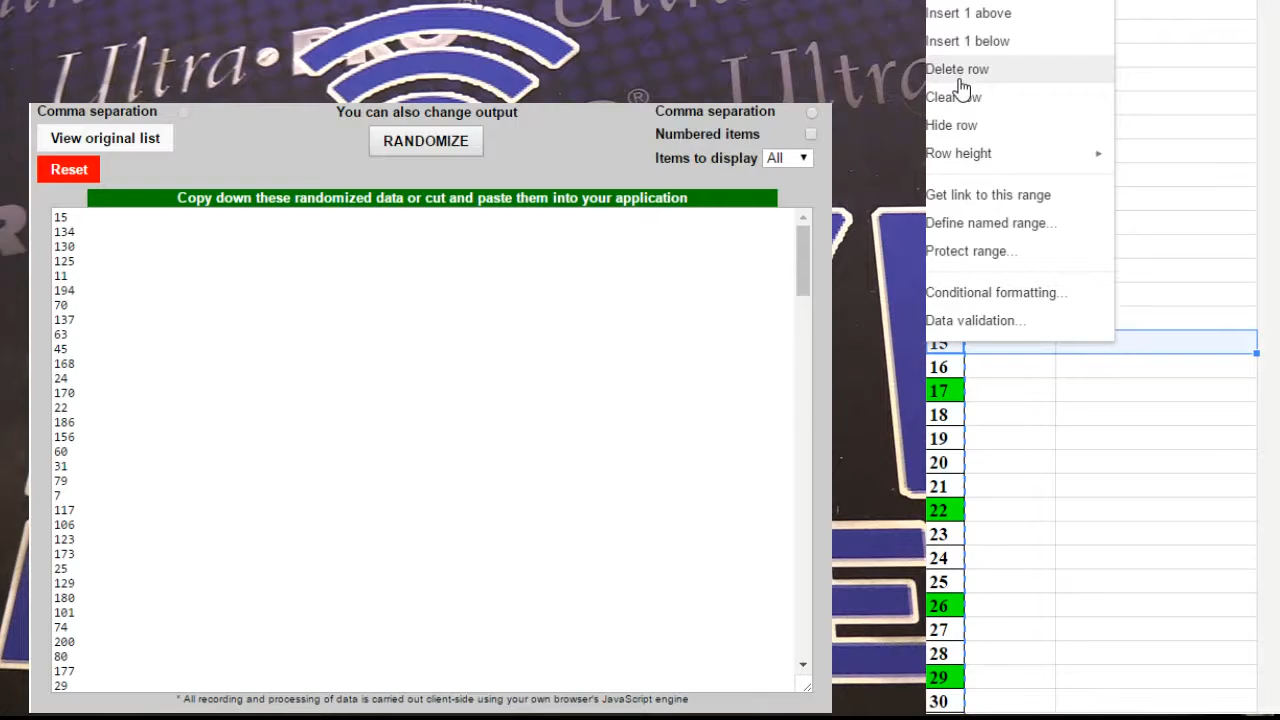 Ultra•PRO
Ultra
®
Comma separation
View original list
Reset
You can also change output
RANDOMIZE
Comma separation
Numbered items
Items to display All
Copy down these randomized data or cut and paste them into your application
15
134
130
125
11
194
70
137
63
45
168
24
170
22
186
156
60
31
79
7
117
106
123
173
25
129
180
101
74
200
80
177
29
* All recording and processing of data is carried out client-side using your own browser's JavaScript engine
Insert 1 above
Insert 1 below
Delete row
Clear row
Hide row
Row height
Get link to this range
Define named range...
Protect range...
Conditional formatting...
Data validation...
15
16
17
18
19
20
21
22
23
24
25
26
27
28
29
30